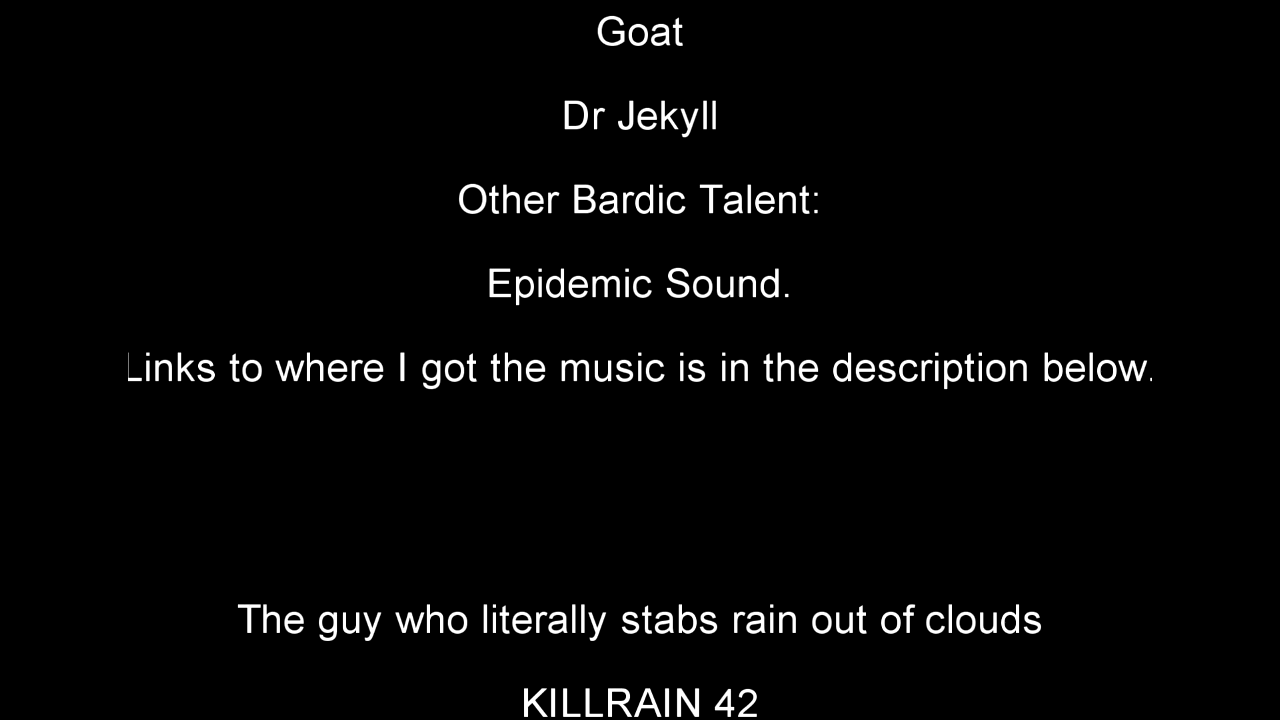 Goat
Dr Jekyll
Other Bardic Talent:
Epidemic Sound.
Links to where I got the music is in the description below.
The guy who literally stabs rain out of clouds
KILLRAIN 42